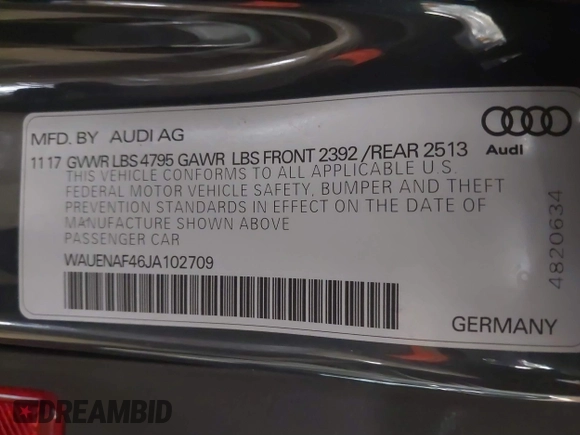 MFD. BY AUDI AG
11 17 GVWR LBS 4795 GAWR LBS FRONT 2392 /REAR 2513
Audi
THIS VEHICLE CONFORMS TO ALL APPLICABLE U.S.
FEDERAL MOTOR VEHICLE SAFETY, BUMPER AND THEFT
PREVENTION STANDARDS IN EFFECT ON THE DATE OF
MANUFACTURE SHOWN ABOVE
PASSENGER CAR
WAUENAF46JA102709
4820634
GERMANY
DREAMBID